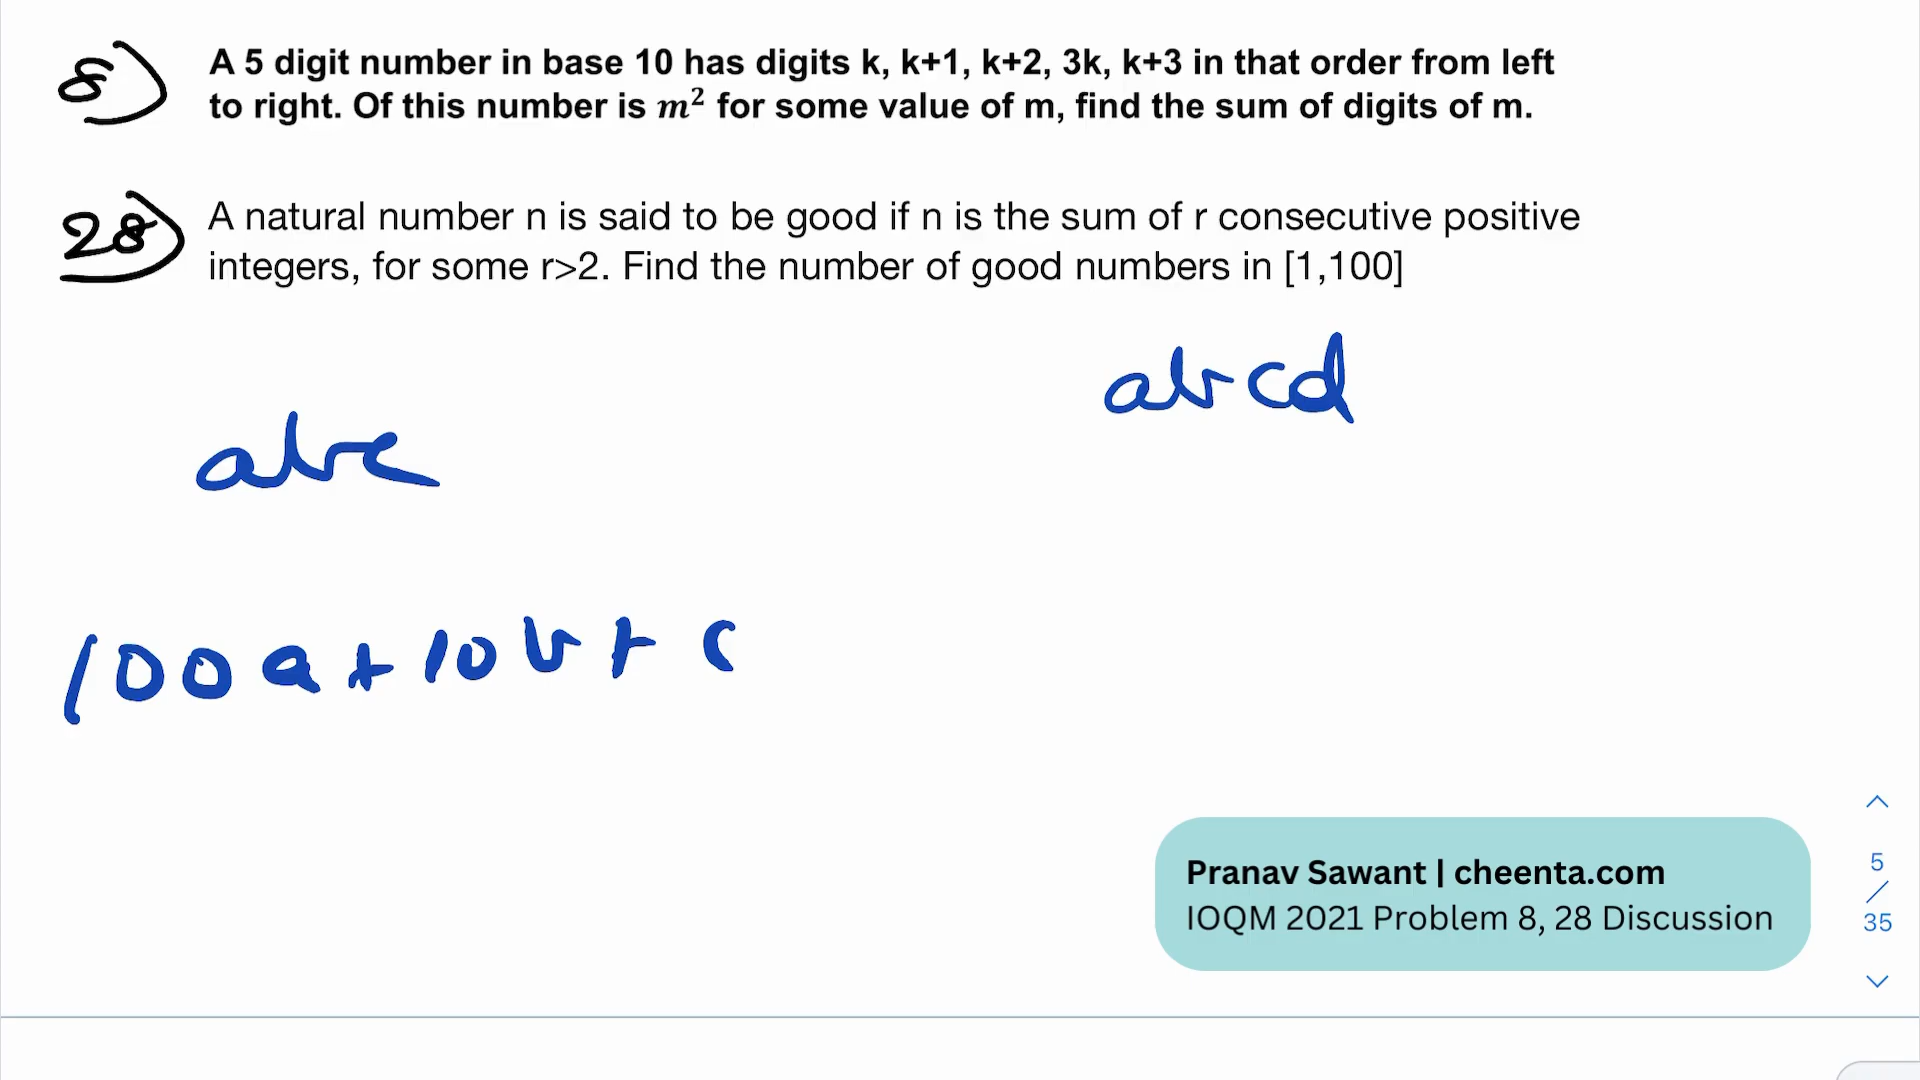 8)
A 5 digit number in base 10 has digits k, k+1, k+2, 3k, k+3 in that order from left
to right. Of this number is m² for some value of m, find the sum of digits of m.
28)
A natural number n is said to be good if n is the sum of r consecutive positive
integers, for some r>2. Find the number of good numbers in [1,100]
abcd
abc
100a+10b+c
Pranav Sawant | cheenta.com
IOQM 2021 Problem 8, 28 Discussion
5
/
35